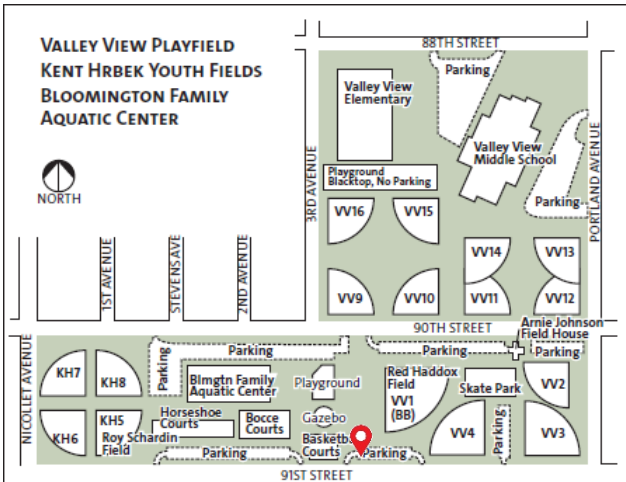 VALLEY VIEW PLAYFIELD
KENT HRBEK YOUTH FIELDS
BLOOMINGTON FAMILY
AQUATIC CENTER
NORTH
88TH STREET
Parking
Valley View
Elementary
Valley View
Middle School
Playground
Blacktop, No Parking
Parking
3RD AVENUE
PORTLAND AVENUE
VV16
VV15
VV14
VV13
VV9
VV10
VV11
VV12
1ST AVENUE
STEVENS AVE
2ND AVENUE
90TH STREET
Arnie Johnson
Field House
NICOLLET AVENUE
Parking
Parking
Parking
Parking
KH7
KH8
Blmgtn Family
Aquatic Center
Playground
Red Haddox
Field
VV1
(BB)
Skate Park
VV2
KH6
KH5
Roy Schardin
Field
Horseshoe
Courts
Bocce
Courts
Gazebo
Courts
VV4
Parking
VV3
Parking
Parking
91ST STREET